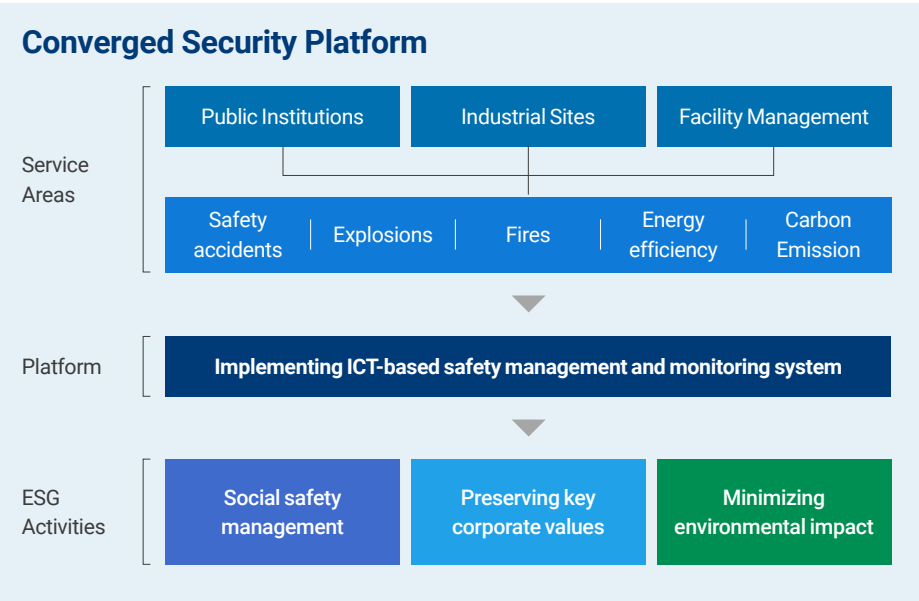 Converged Security Platform
Service
Areas
Public Institutions
Industrial Sites
Facility Management
Safety
accidents
Explosions
Fires
Energy
efficiency
Carbon
Emission
Platform
Implementing ICT-based safety management and monitoring system
ESG
Activities
Social safety
management
Preserving key
corporate values
Minimizing
environmental impact